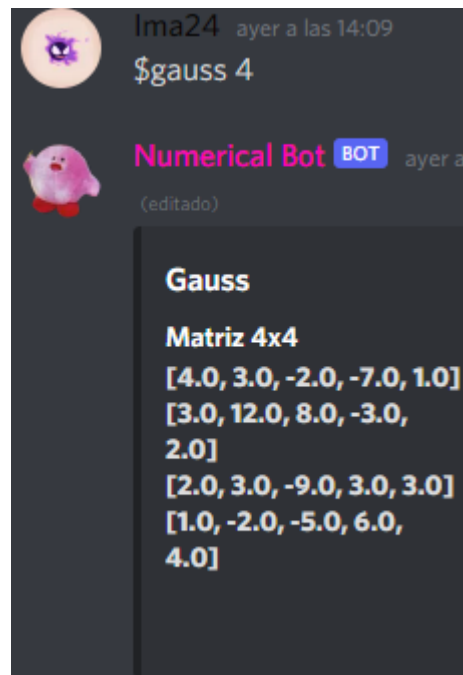 Ima24 ayer a las 14:09
$gauss 4
Numerical Bot BOT ayer a
(editado)
Gauss
Matriz 4x4
[4.0, 3.0, -2.0, -7.0, 1.0]
[3.0, 12.0, 8.0, -3.0,
2.0]
[2.0, 3.0, -9.0, 3.0, 3.0]
[1.0, -2.0, -5.0, 6.0,
4.0]